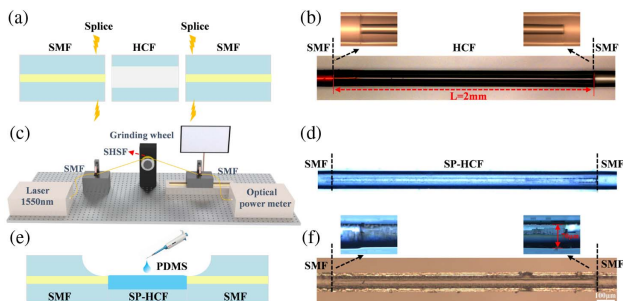 (a)
Splice
Splice
SMF
HCF
SMF
(b)
SMF
HCF
SMF
L=2mm
(c)
Grinding wheel
SHSF
SMF
SMF
Laser
1550nm
Optical
power meter
(d)
SMF
SP-HCF
SMF
(e)
PDMS
SMF
SP-HCF
SMF
(f)
SMF
SMF
100μm